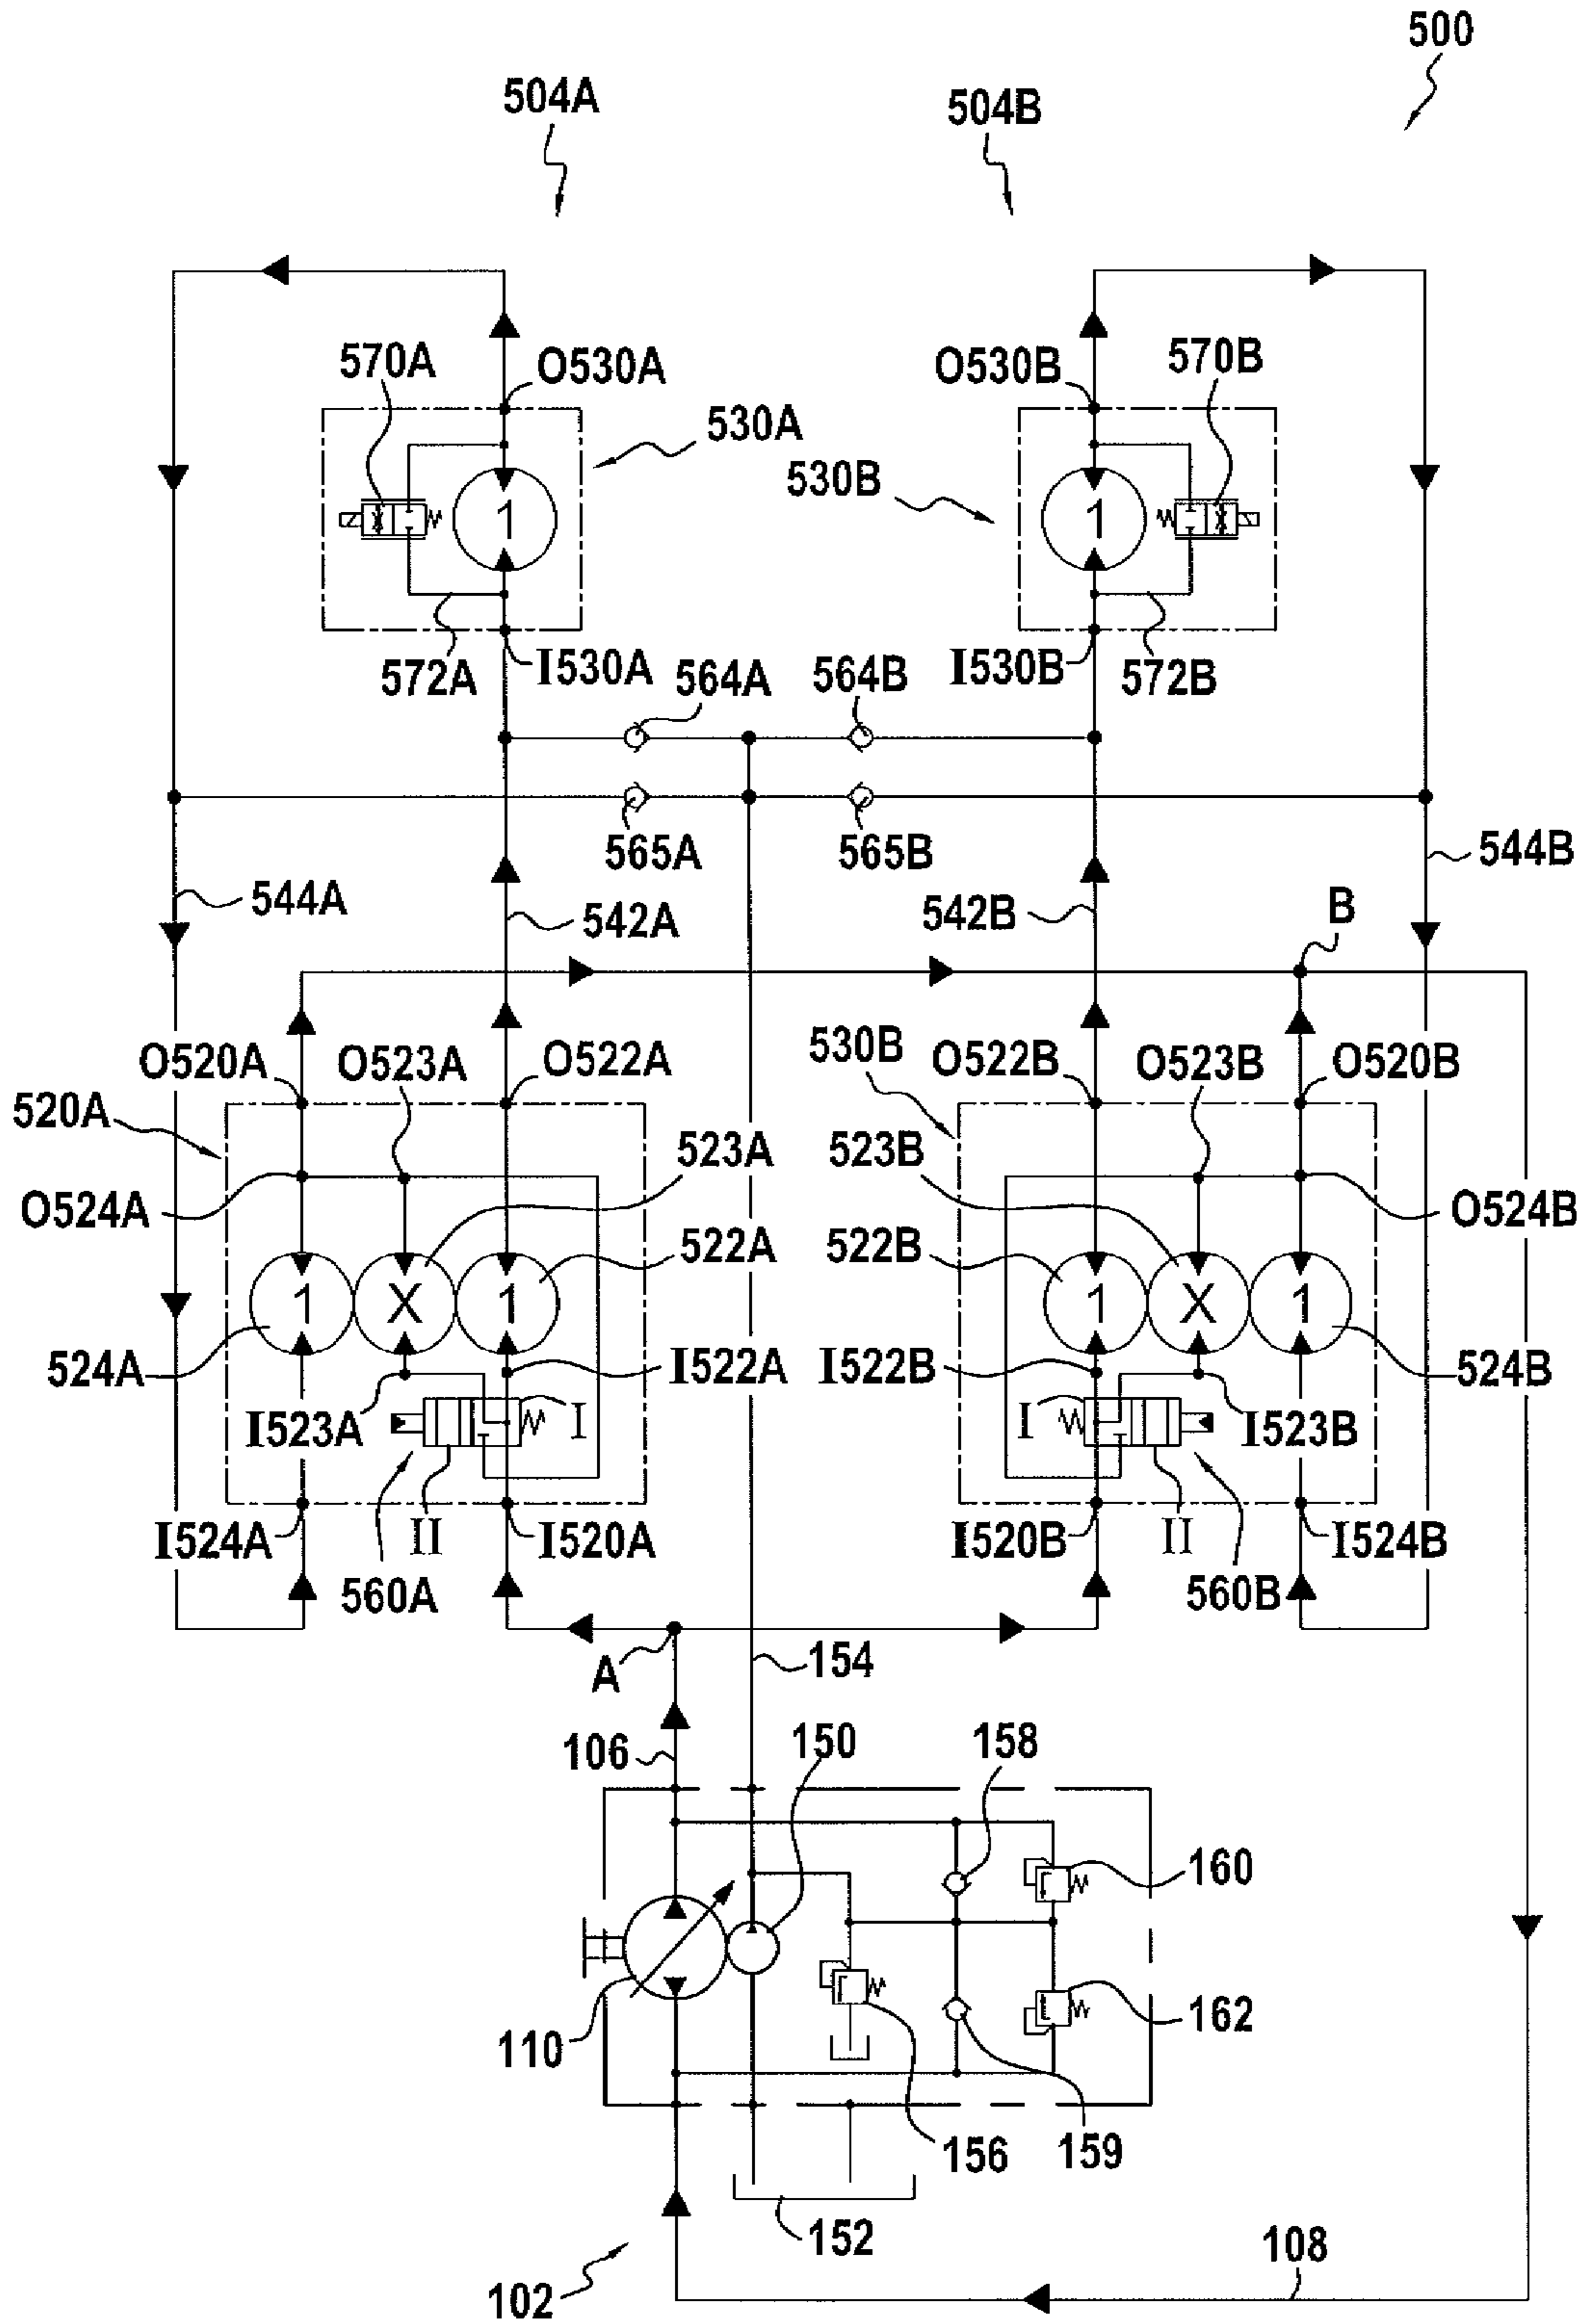 500
504A
504B
570A
O530A
O530B
570B
530A
530B
1
1
572A
I530A
564A
564B
I530B
572B
565A
565B
544B
544A
542A
542B
B
O520A
O523A
O522A
530B
O522B
O523B
O520B
520A
523A
523B
O524A
O524B
522A
522B
1
X
1
1
X
1
524A
I522A
I522B
524B
I523A
I
I
I523B
I524A
II
I520A
I520B
II
I524B
560A
560B
A
154
106
150
158
160
110
162
156
159
152
102
108